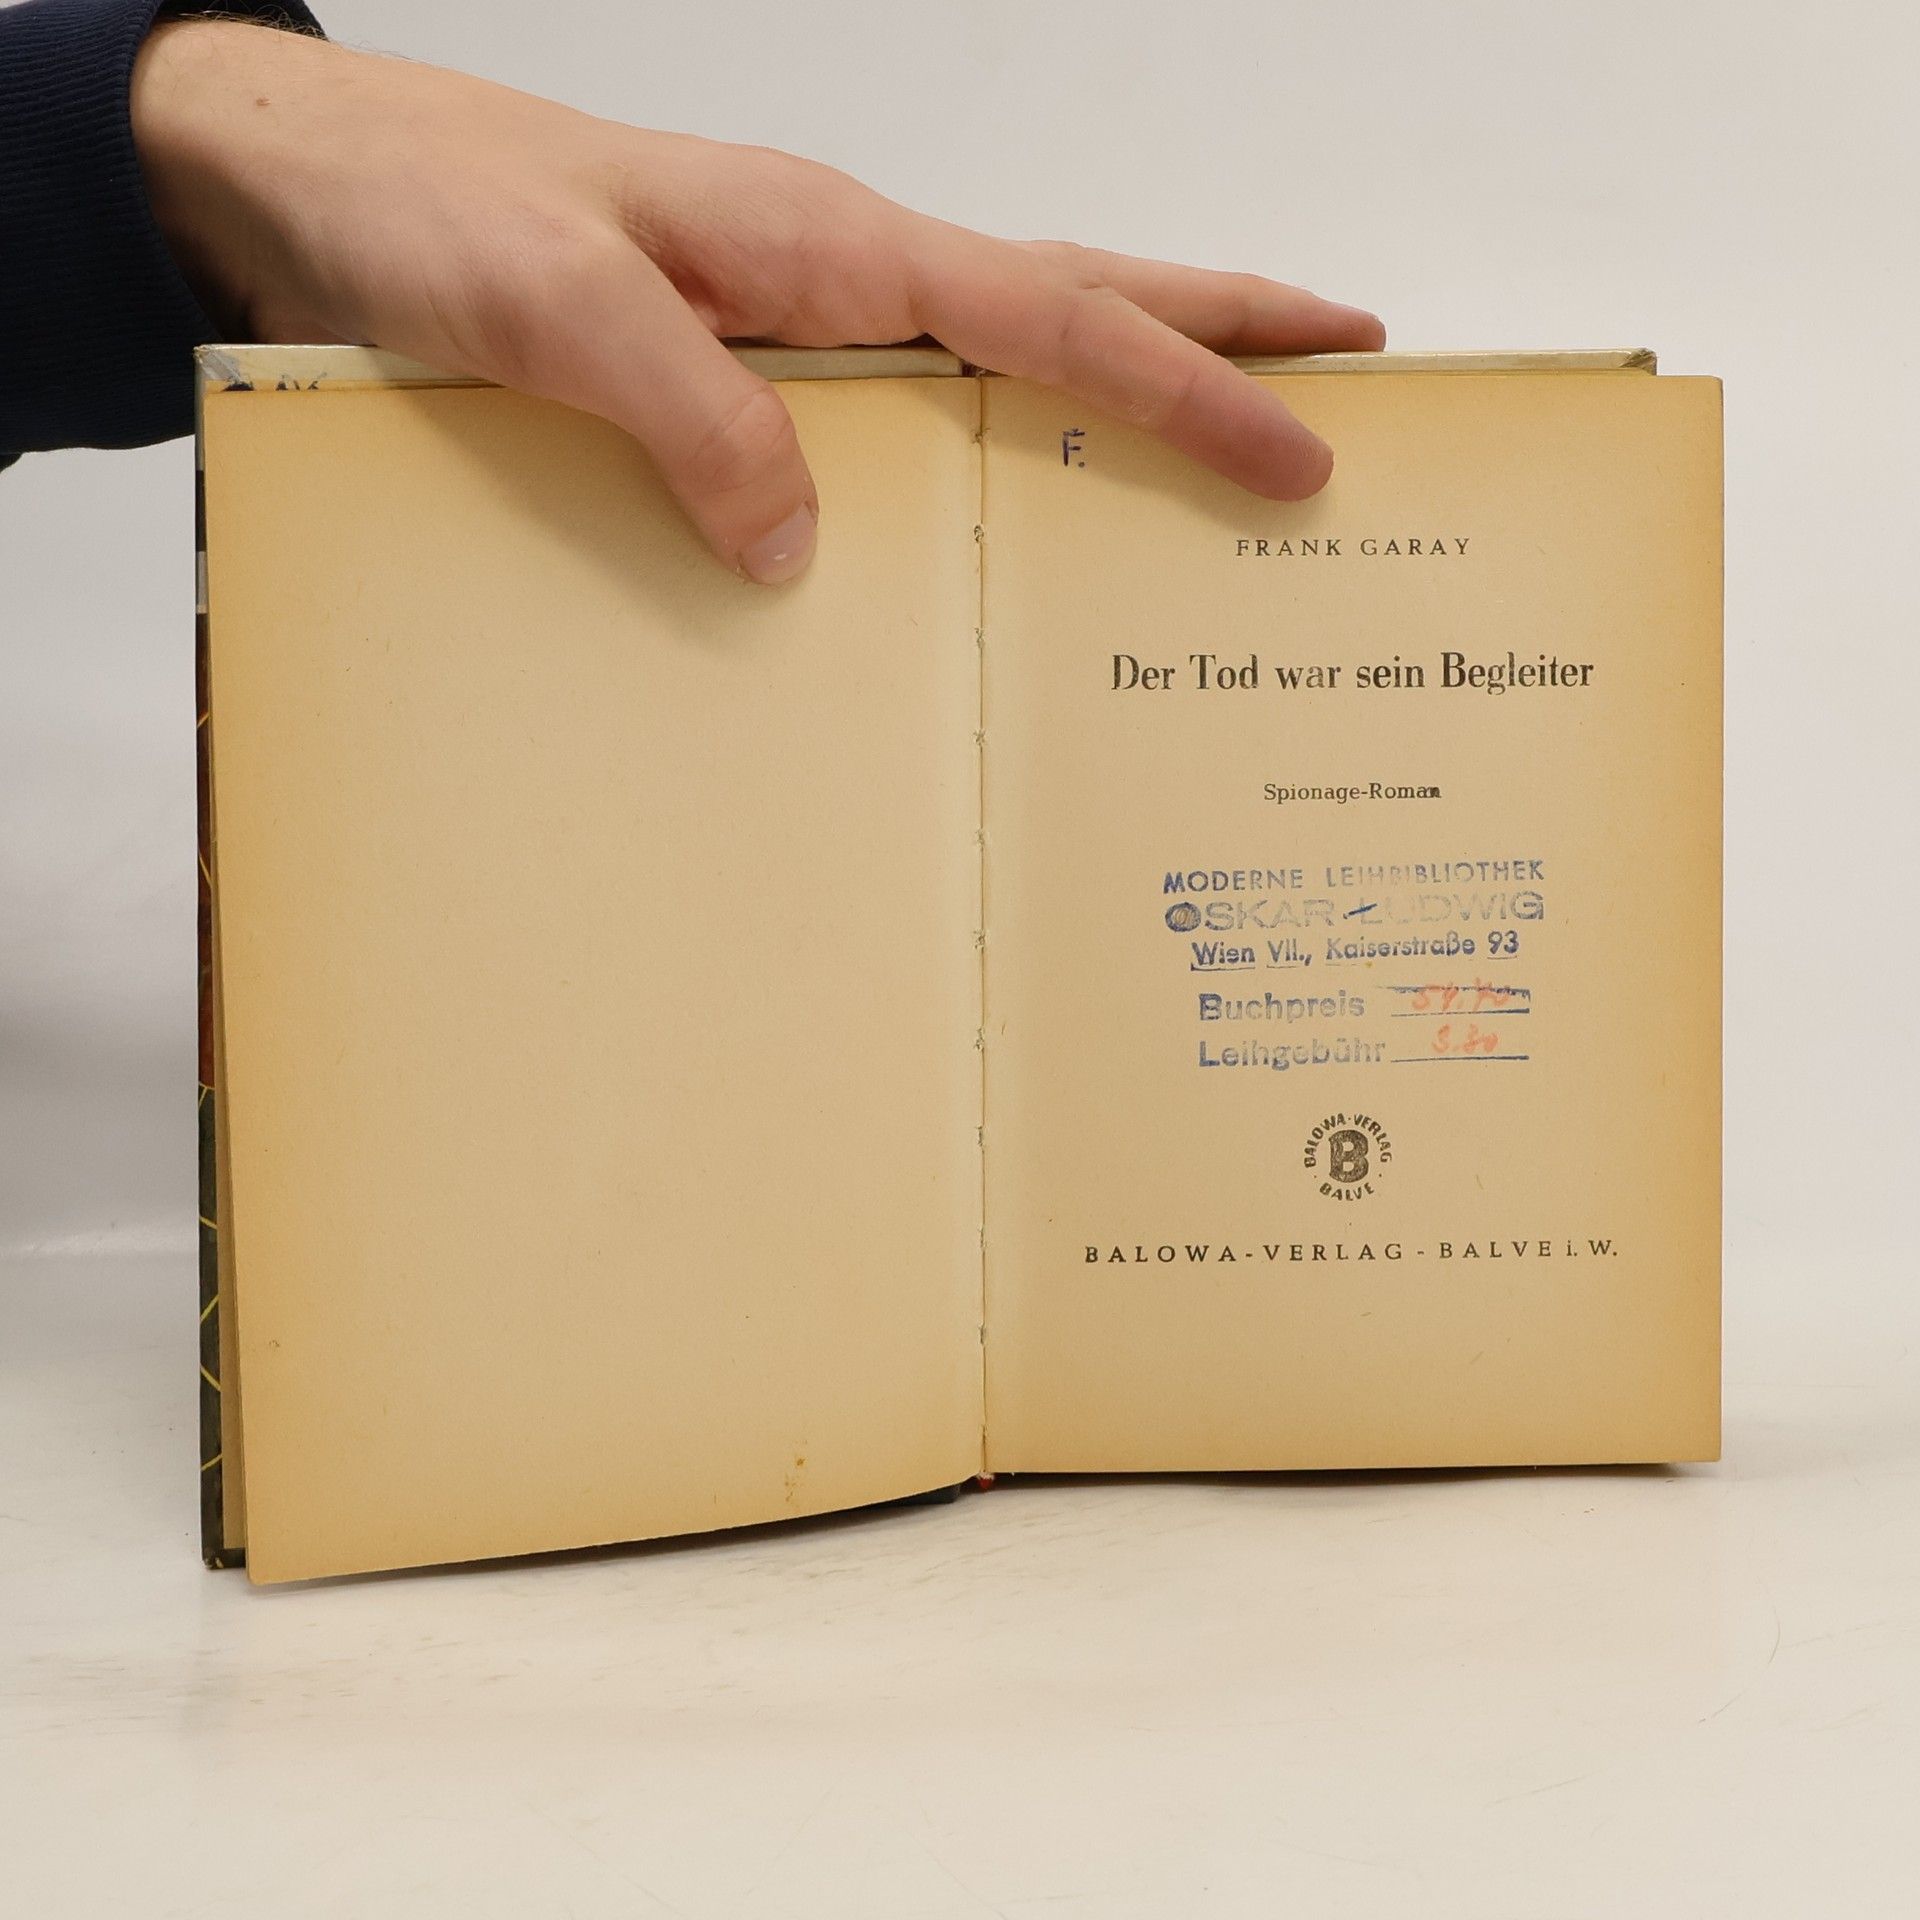 F.
FRANK GARAY
Der Tod war sein Begleiter
Spionage-Roman
MODERNE LEIHBIBLIOTHEK
OSKAR LUDWIG
Wien VII., Kaiserstraße 93
Buchpreis
Leihgebühr
BALOWA-VERLAG
B
BALVE
BALOWA-VERLAG - BALVE i. W.